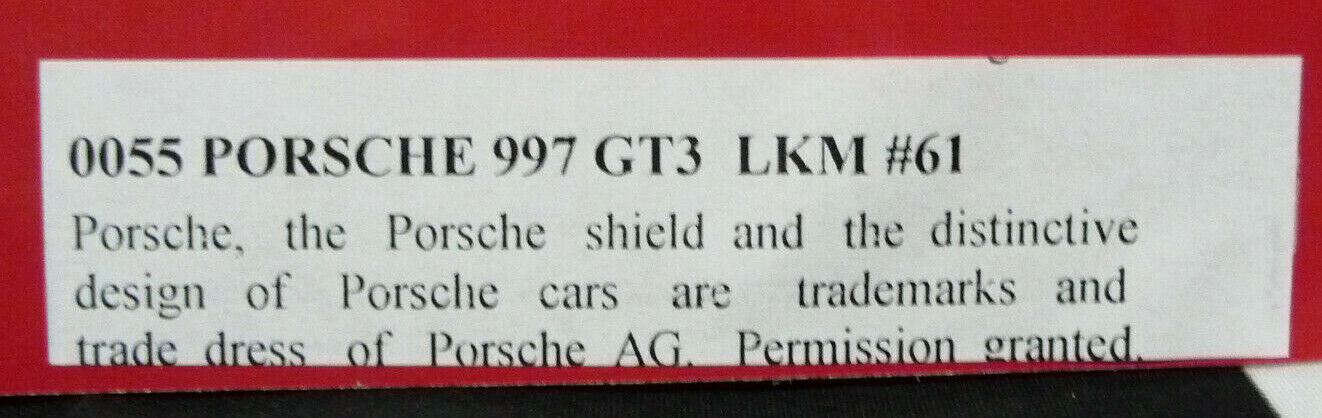 0055 PORSCHE 997 GT3 LKM #61
Porsche, the Porsche shield and the distinctive
design of Porsche cars are trademarks and
trade dress of Porsche AG. Permission granted.